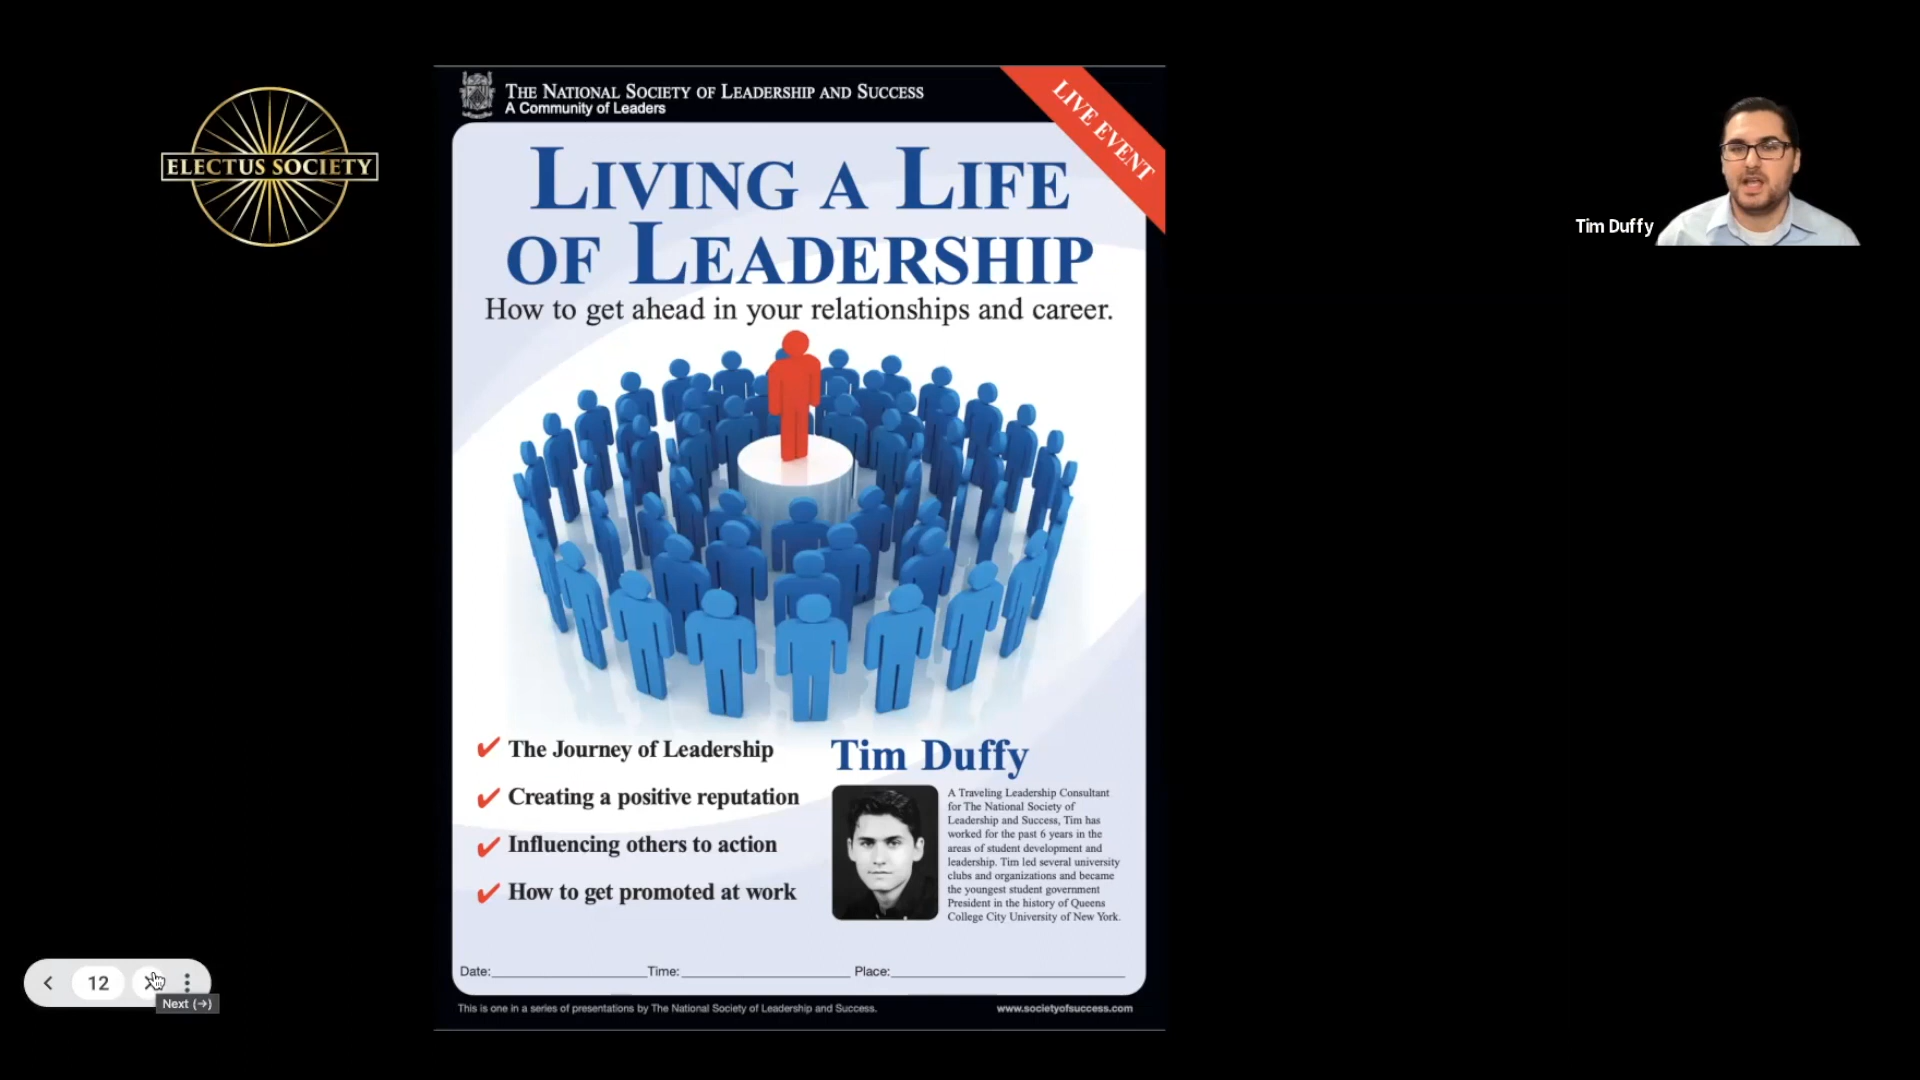 ELECTUS SOCIETY
THE NATIONAL SOCIETY OF LEADERSHIP AND SUCCESS
A Community of Leaders
LIVE EVENT
LIVING A LIFE
OF LEADERSHIP
How to get ahead in your relationships and career.
Tim Duffy
✔ The Journey of Leadership
✔ Creating a positive reputation
✔ Influencing others to action
✔ How to get promoted at work
Tim Duffy
A Traveling Leadership Consultant
for The National Society of
Leadership and Success, Tim has
worked for the past 6 years in the
areas of student development and
leadership. Tim led several university
clubs and organizations and became
the youngest student government
President in the history of Queens
College City University of New York.
Date:____ Time:____ Place:____
This is one in a series of presentations by The National Society of Leadership and Success.
www.societyofsuccess.com
12
Next (→)